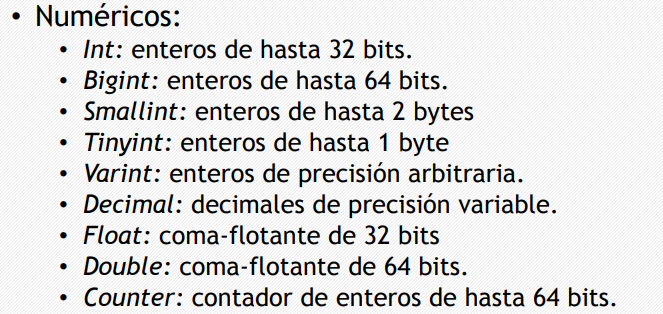 • Numéricos:
• Int: enteros de hasta 32 bits.
• Bigint: enteros de hasta 64 bits.
• Smallint: enteros de hasta 2 bytes
• Tinyint: enteros de hasta 1 byte
• Varint: enteros de precisión arbitraria.
• Decimal: decimales de precisión variable.
• Float: coma-flotante de 32 bits
• Double: coma-flotante de 64 bits.
• Counter: contador de enteros de hasta 64 bits.